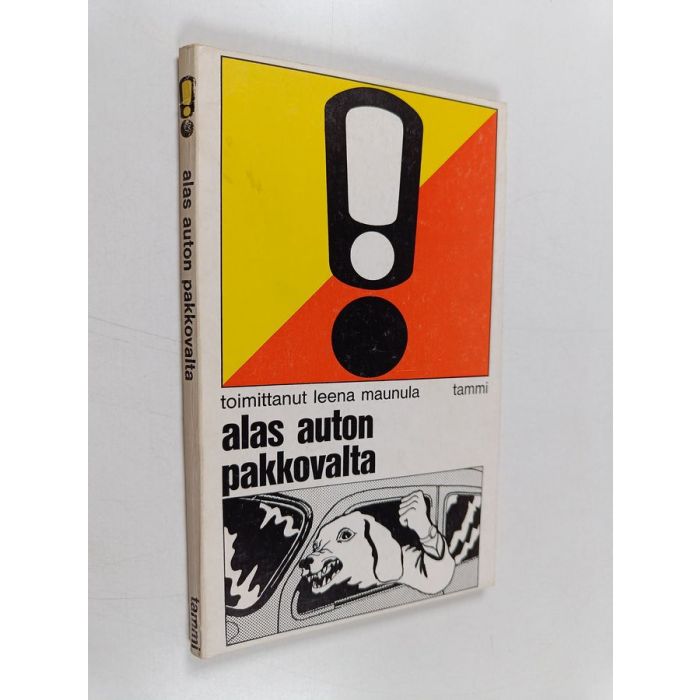 toimittanut leena maunula tammi
alas auton
pakkovalta
alas auton pakkovalta
tammi